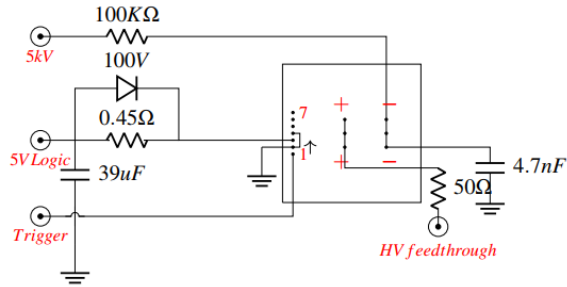 100KΩ
5kV
100V
0.45Ω
7
+ −
5V Logic
1
+ −
39uF
4.7nF
50Ω
Trigger
HV feedthrough